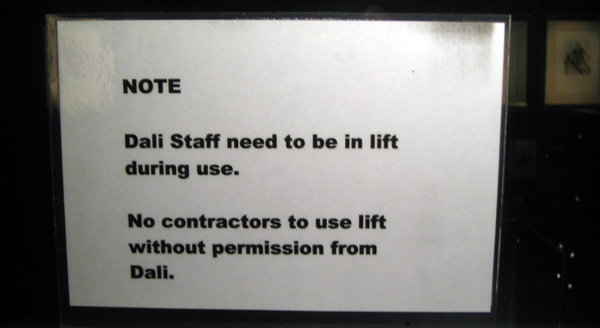 NOTE
Dali Staff need to be in lift
during use.
No contractors to use lift
without permission from
Dali.